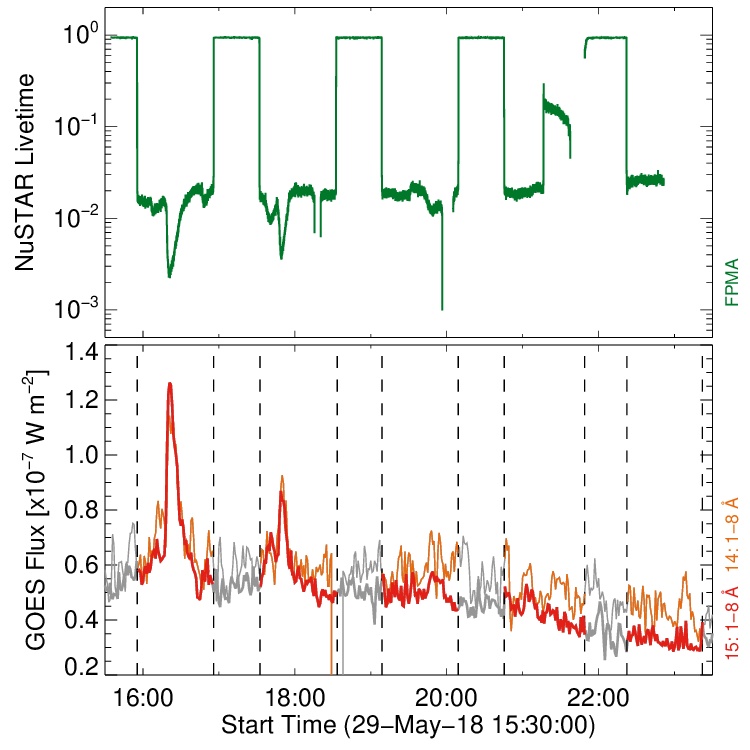 10⁰
10⁻¹
10⁻²
10⁻³
NuSTAR Livetime
FPMA
1.4
1.2
1.0
0.8
0.6
0.4
0.2
GOES Flux [x10⁻⁷ W m⁻²]
15: 1−8 Å 14: 1−8 Å
16:00 18:00 20:00 22:00
Start Time (29−May−18 15:30:00)